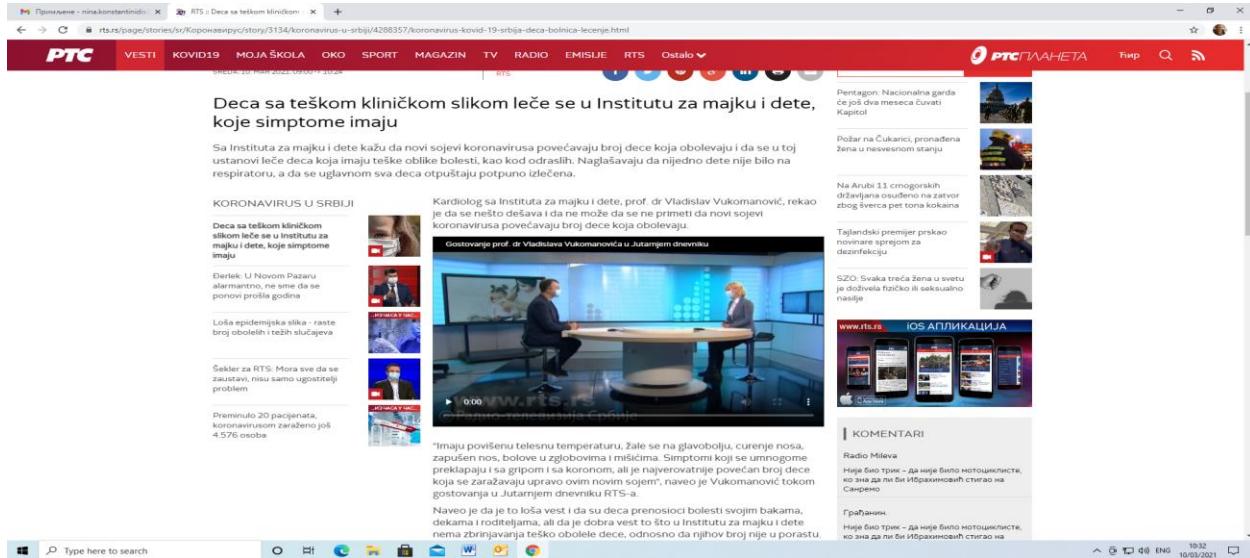 Примљене - nina.konstantinidis
RTS :: Deca sa teškom kliničkom
rts.rs/page/stories/sr/Коронавирус/story/3134/koronavirus-u-srbiji/4288357/koronavirus-kovid-19-srbija-deca-bolnica-lecenje.html
РТС VESTI KOVID19 MOJA ŠKOLA OKO SPORT MAGAZIN TV RADIO EMISIJE RTS Ostalo РТС ПЛАНЕТА Ћир
SREDA, 10. MAR 2021, 09:00 -> 10:24
RTS
Deca sa teškom kliničkom slikom leče se u Institutu za majku i dete,
koje simptome imaju
Sa Instituta za majku i dete kažu da novi sojevi koronavirusa povećavaju broj dece koja obolevaju i da se u toj
ustanovi leče deca koja imaju teške oblike bolesti, kao kod odraslih. Naglašavaju da nijedno dete nije bilo na
respiratoru, a da se uglavnom sva deca otpuštaju potpuno izlečena.
KORONAVIRUS U SRBIJI
Deca sa teškom kliničkom
slikom leče se u Institutu za
majku i dete, koje simptome
imaju
Đerlek: U Novom Pazaru
alarmantno, ne sme da se
ponovi prošla godina
Loša epidemijska slika - raste
broj obolelih i težih slučajeva
Šekler za RTS: Mora sve da se
zaustavi, nisu samo ugostitelji
problem
Preminulo 20 pacijenata,
koronavirusom zaraženo još
4.576 osoba
Kardiolog sa Instituta za majku i dete, prof. dr Vladislav Vukomanović, rekao
je da se nešto dešava i da ne može da se ne primeti da novi sojevi
koronavirusa povećavaju broj dece koja obolevaju.
Gostovanje prof. dr Vladislava Vukomanovića u Jutarnjem dnevniku
0:00
www.rts.rs
Радио-телевизија Србије
"Imaju povišenu telesnu temperaturu, žale se na glavobolju, curenje nosa,
zapušen nos, bolove u zglobovima i mišićima. Simptomi koji se umnogome
preklapaju i sa gripom i sa koronom, ali je najverovatnije povećan broj dece
koja se zaražavaju upravo ovim novim sojem", naveo je Vukomanović tokom
gostovanja u Jutarnjem dnevniku RTS-a.
Naveo je da je to loša vest i da su deca prenosioci bolesti svojim bakama,
dekama i roditeljama, ali da je dobra vest to što u Institutu za majku i dete
nema zbrinjavanja teško obolele dece, odnosno da njihov broj nije u porastu.
Pentagon: Nacionalna garda
će još dva meseca čuvati
Kapitol
Požar na Čukarici, pronađena
žena u nesvesnom stanju
Na Arubi 11 crnogorskih
državljana osuđeno na zatvor
zbog šverca pet tona kokaina
Tajlandski premijer prskao
novinare sprejom za
dezinfekciju
SZO: Svaka treća žena u svetu
je doživela fizičko ili seksualno
nasilje
www.rts.rs iOS АПЛИКАЦИЈА
KOMENTARI
Radio Mileva
Није био трик – да није било мотоциклисте,
ко зна да ли би Ибрахимовић стигао на
Санремо
Грађанин.
Није био трик – да није било мотоциклисте,
ко зна да ли би Ибрахимовић стигао на
Type here to search
ENG
10:32
10/03/2021